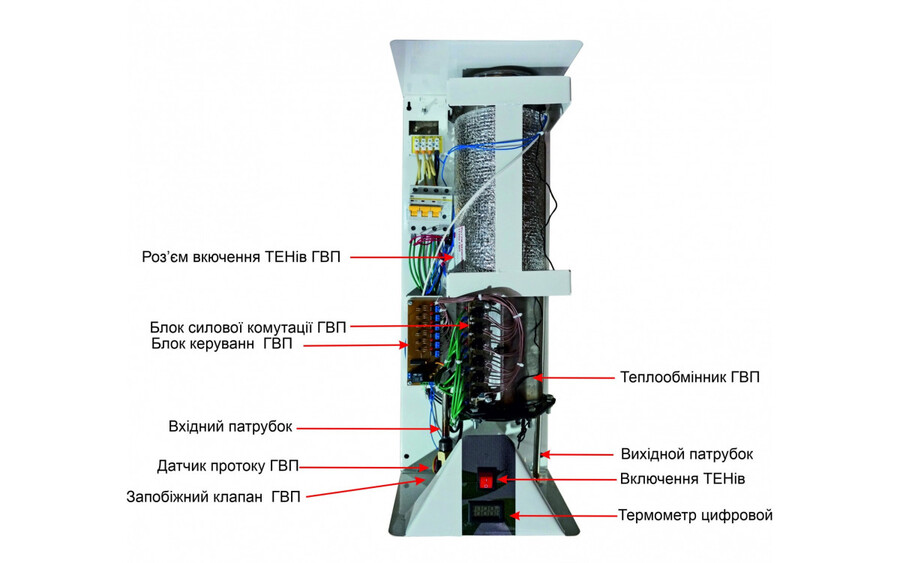 Роз’єм вкючення ТЕНів ГВП
Блок силової комутації ГВП
Блок керуванн ГВП
Теплообмінник ГВП
Вхідний патрубок
Вихідной патрубок
Датчик протоку ГВП
Включення ТЕНів
Запобіжний клапан ГВП
Термометр цифровой